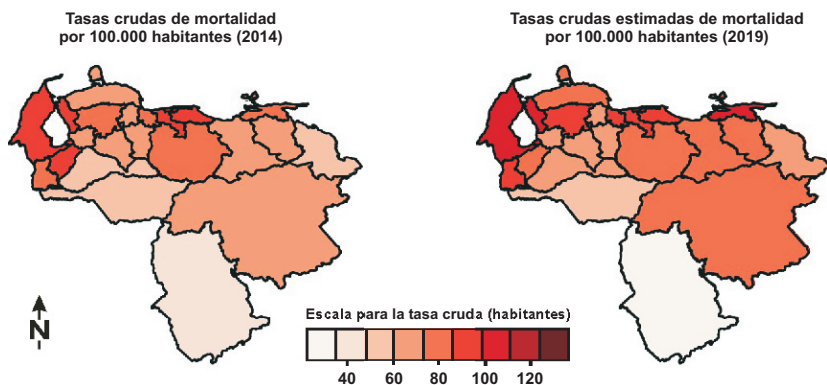 Tasas crudas de mortalidad
por 100.000 habitantes (2014)
Tasas crudas estimadas de mortalidad
por 100.000 habitantes (2019)
N
Escala para la tasa cruda (habitantes)
40 60 80 100 120